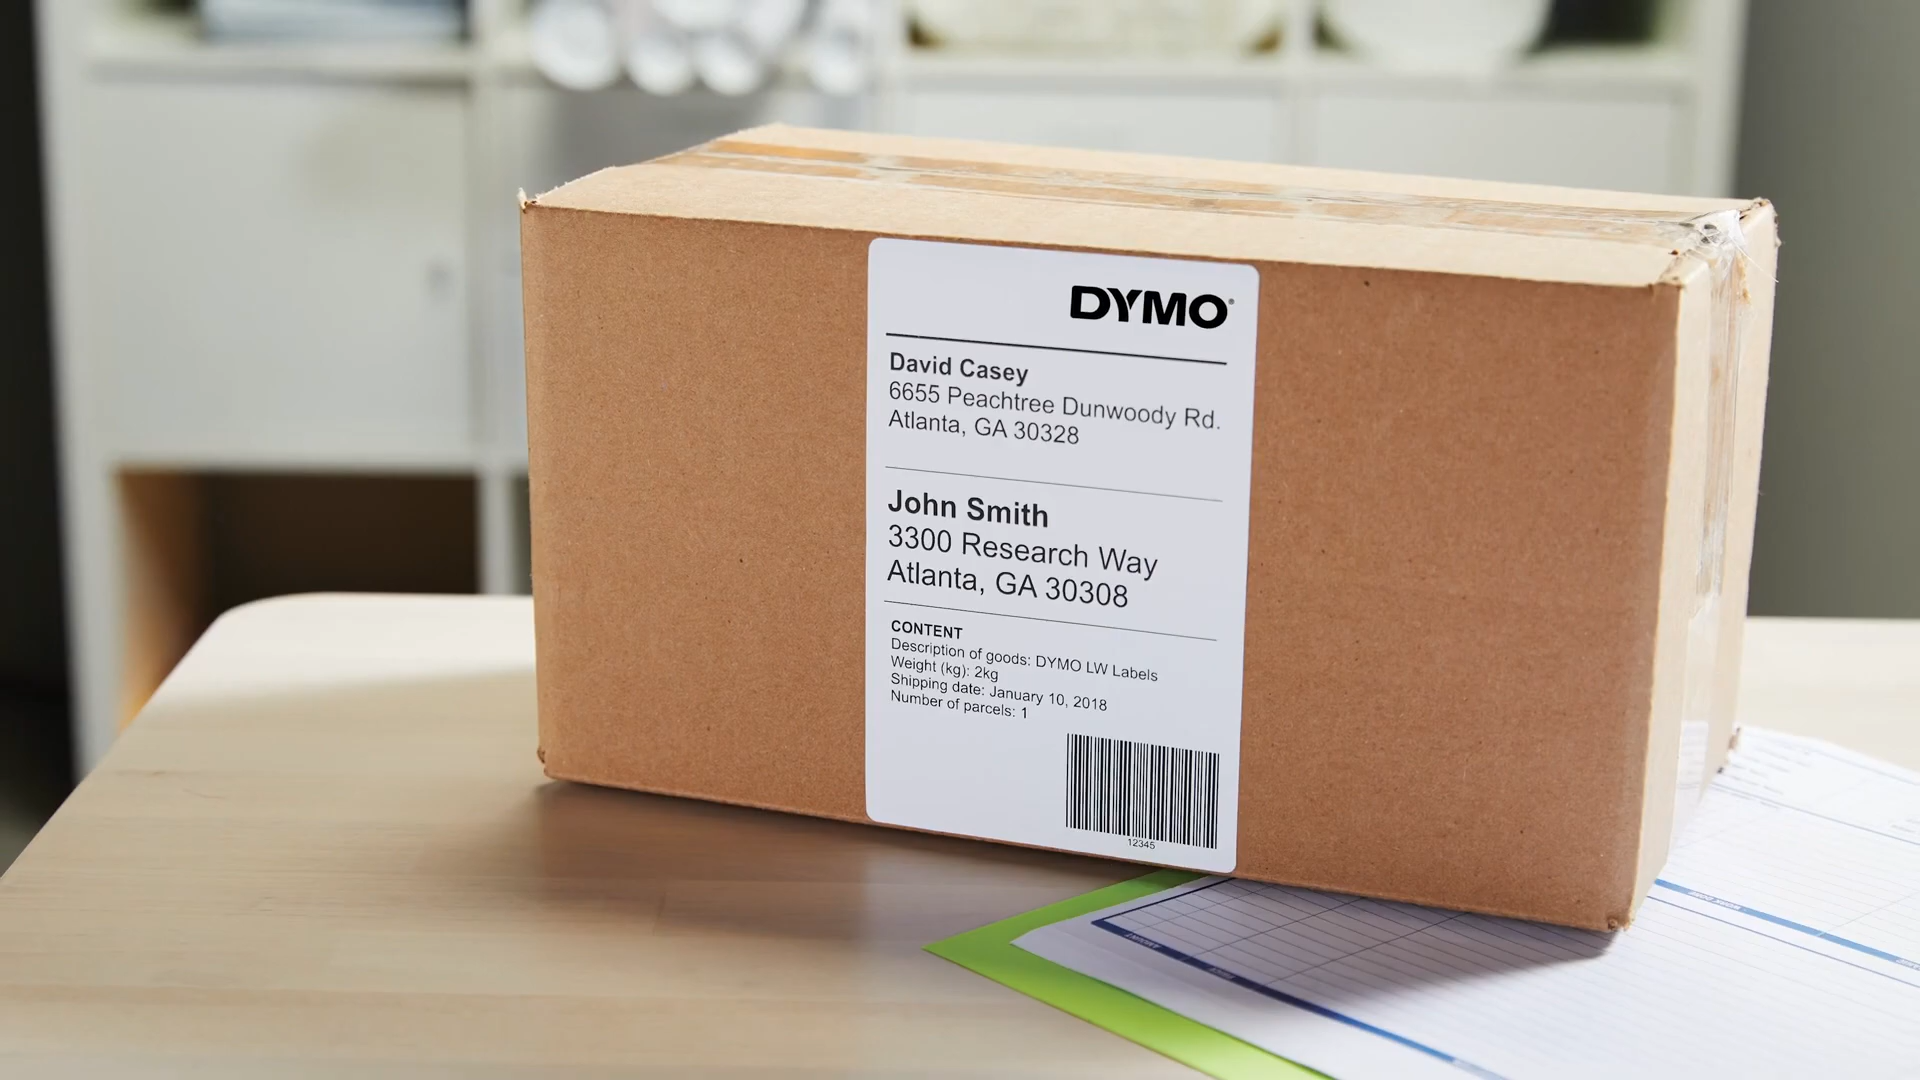 DYMO®
David Casey
6655 Peachtree Dunwoody Rd.
Atlanta, GA 30328
John Smith
3300 Research Way
Atlanta, GA 30308
CONTENT
Description of goods: DYMO LW Labels
Weight (kg): 2kg
Shipping date: January 10, 2018
Number of parcels: 1
12345